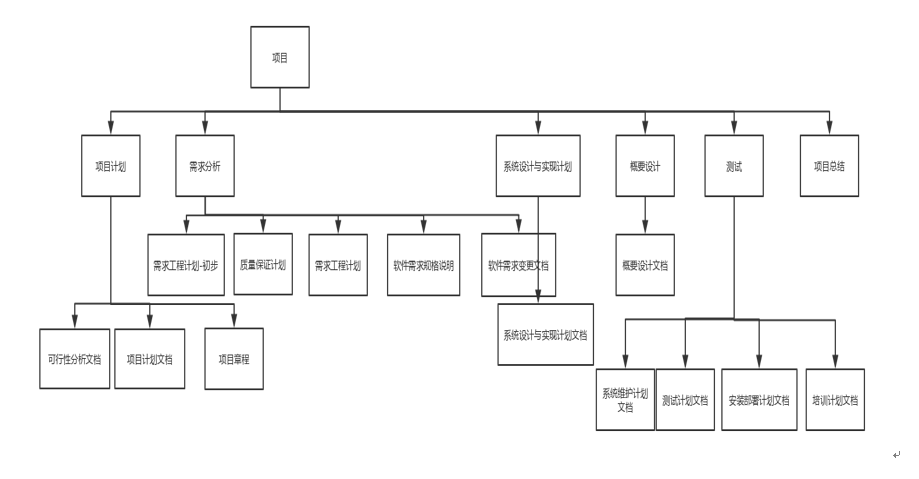 项目
项目计划
需求分析
系统设计与实现计划
概要设计
测试
项目总结
需求工程计划-初步
质量保证计划
需求工程计划
软件需求规格说明
软件需求变更文档
概要设计文档
系统设计与实现计划文档
可行性分析文档
项目计划文档
项目章程
系统维护计划
文档
测试计划文档
安装部署计划文档
培训计划文档